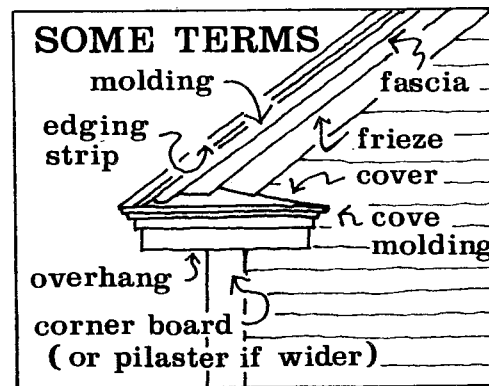 SOME TERMS
molding
fascia
edging
strip
frieze
cover
cove
molding
overhang
corner board
(or pilaster if wider)